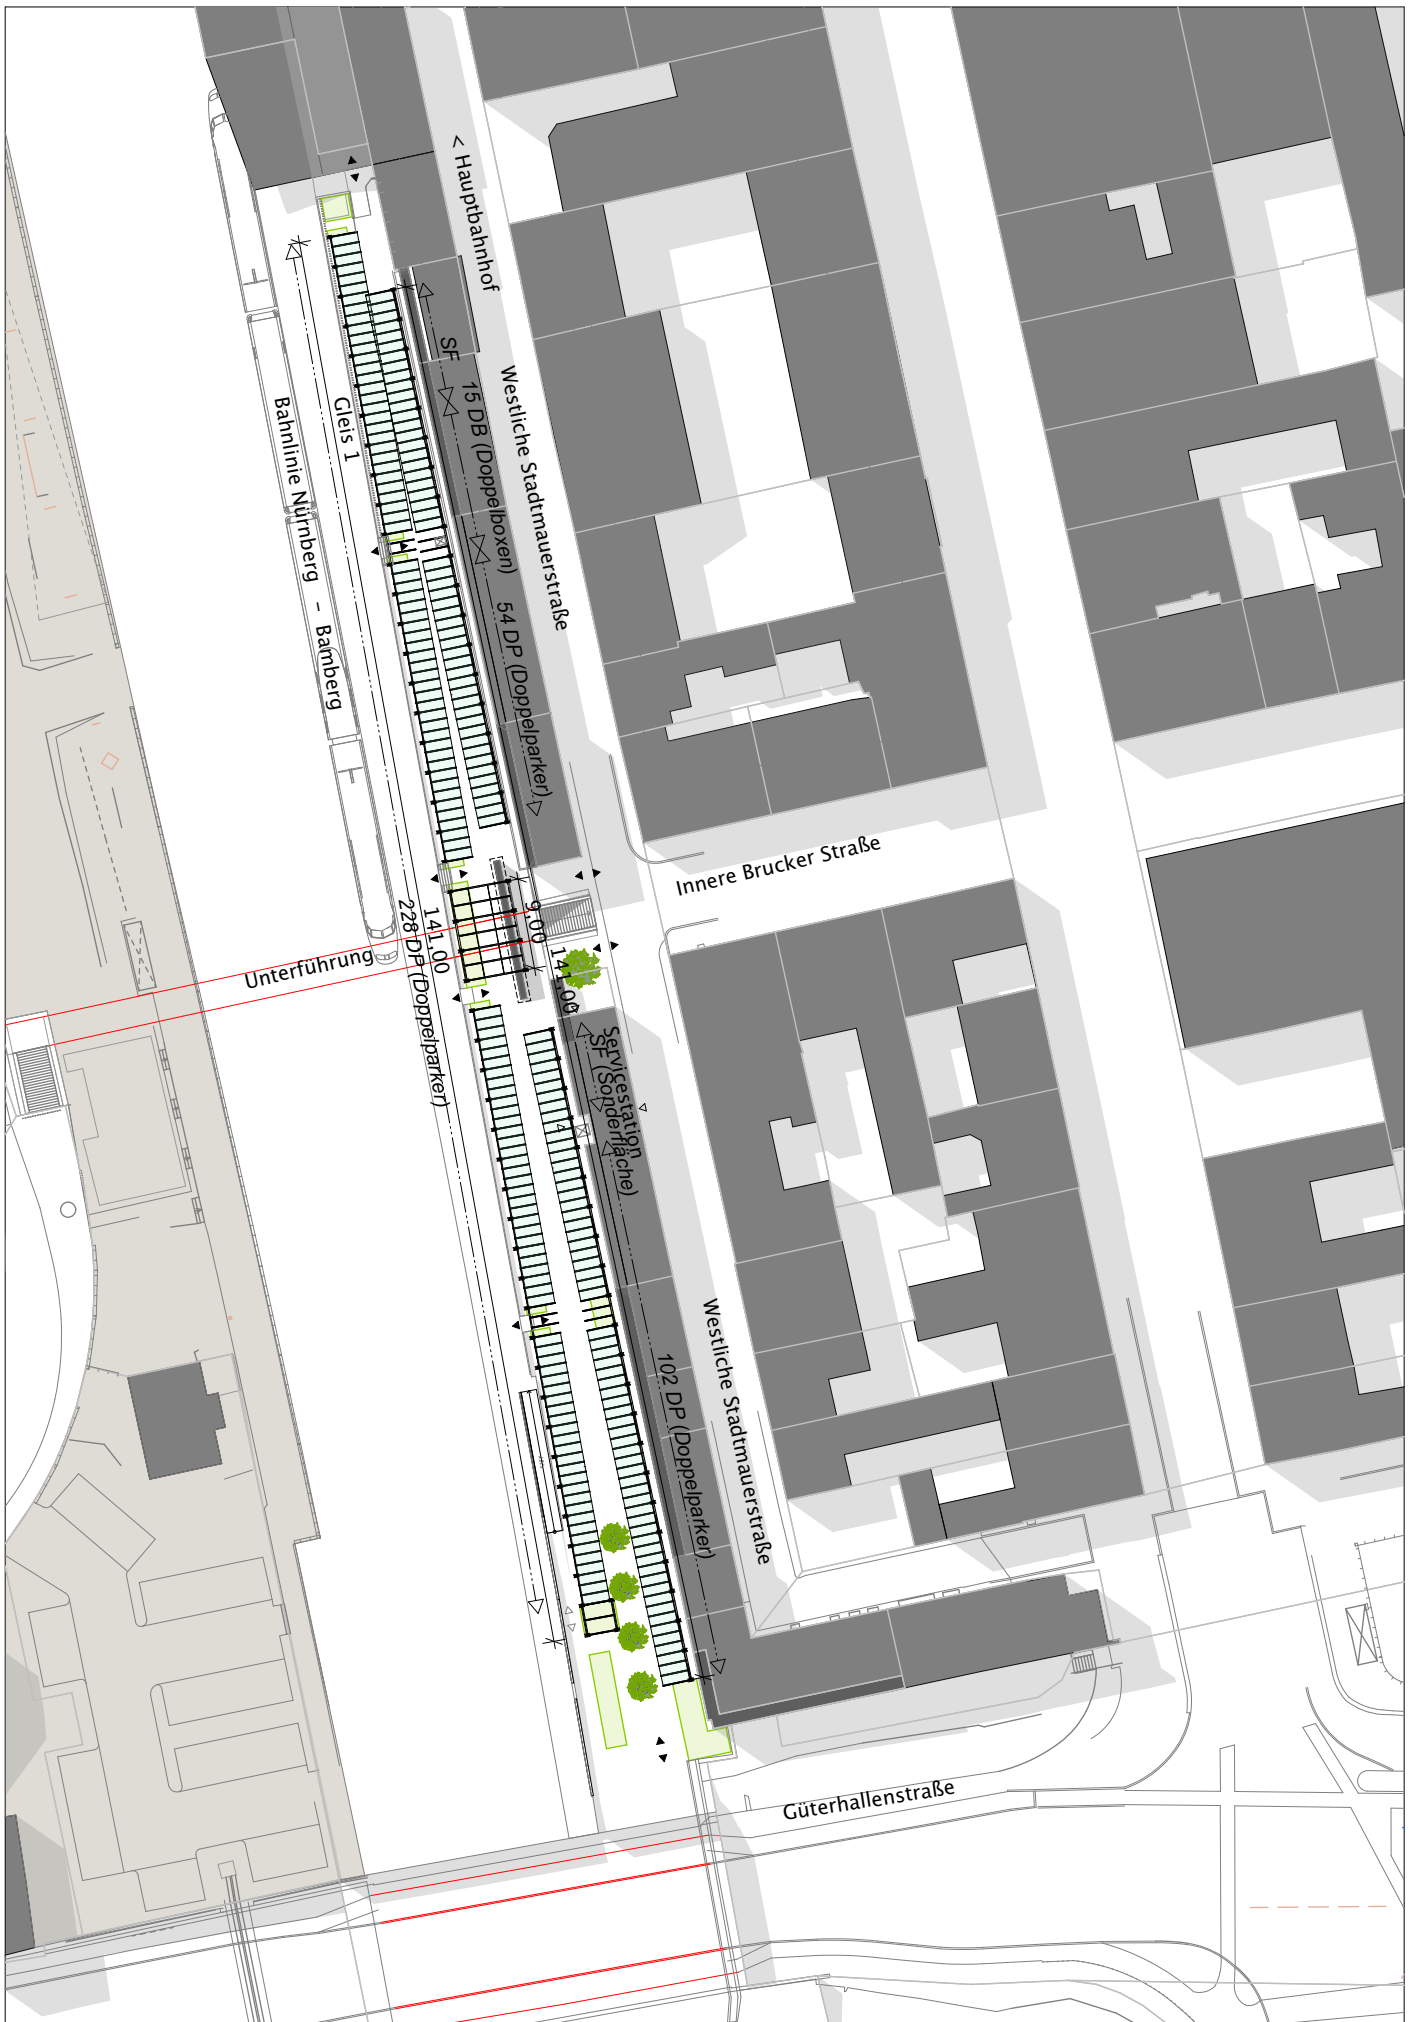 < Hauptbahnhof
SF
15 DB (Doppelboxen)
Westliche Stadtmauerstraße
Gleis 1
Bahnlinie Nürnberg - Bamberg
54 DP (Doppelparker)
Innere Brucker Straße
9,00
141,00
141,00
228 DP (Doppelparker)
Unterführung
Servicestation
SF (Sonderfläche)
102 DP (Doppelparker)
Westliche Stadtmauerstraße
Güterhallenstraße